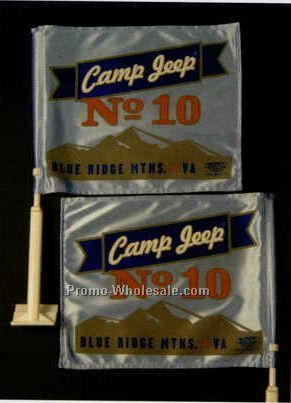 Camp Jeep
No 10
BLUE RIDGE MTNS. VA
Camp Jeep
No 10
Promo-Wholesale.com
BLUE RIDGE MTNS. VA